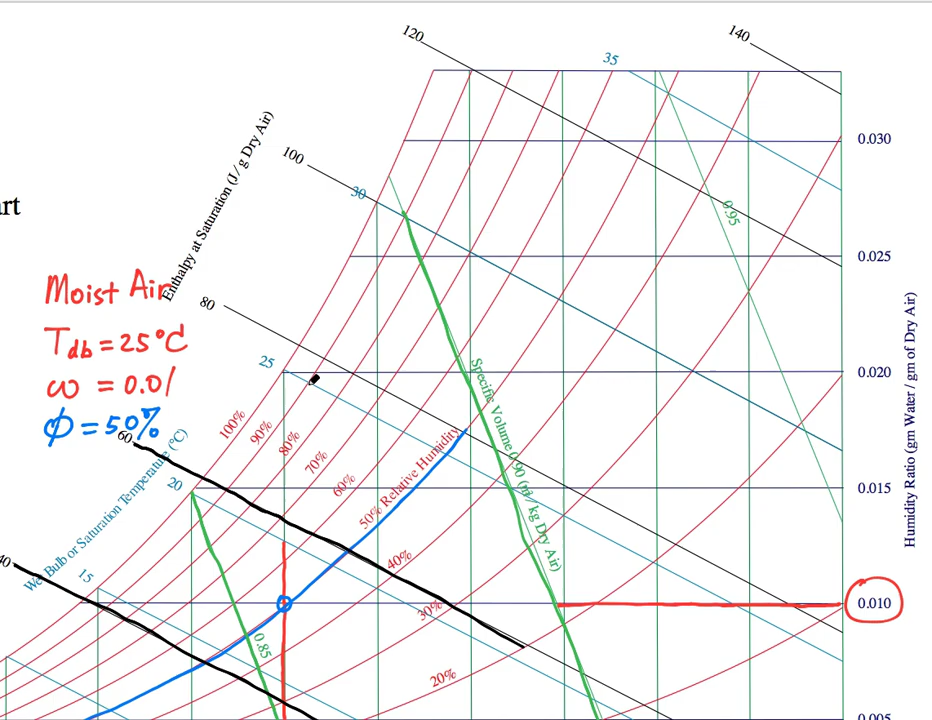 120
140
35
0.030
art
Enthalpy at Saturation (J / g Dry Air)
100
30
0.95
0.025
Moist Air
80
T db = 25°C
25
0.020
ω = 0.01
Φ = 50%
60
100%
90%
80%
70%
60%
50% Relative Humidity
Specific Volume 0.90 (m³ / kg Dry Air)
Humidity Ratio (gm Water / gm of Dry Air)
20
0.015
Wet Bulb or Saturation Temperature (°C)
40%
40
15
30%
0.010
0.85
20%
0.005